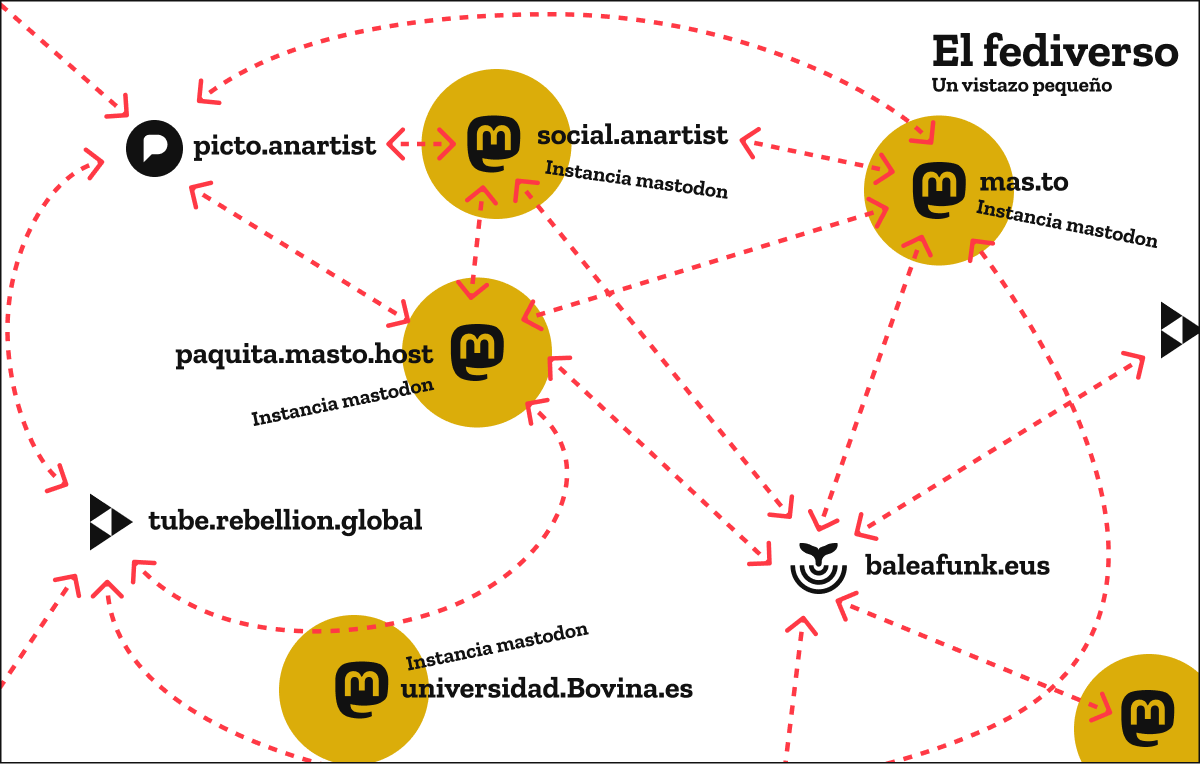 El fediverso
Un vistazo pequeño
picto.anartist
social.anartist
Instancia mastodon
mas.to
Instancia mastodon
paquita.masto.host
Instancia mastodon
tube.rebellion.global
baleafunk.eus
Instancia mastodon
universidad.Bovina.es